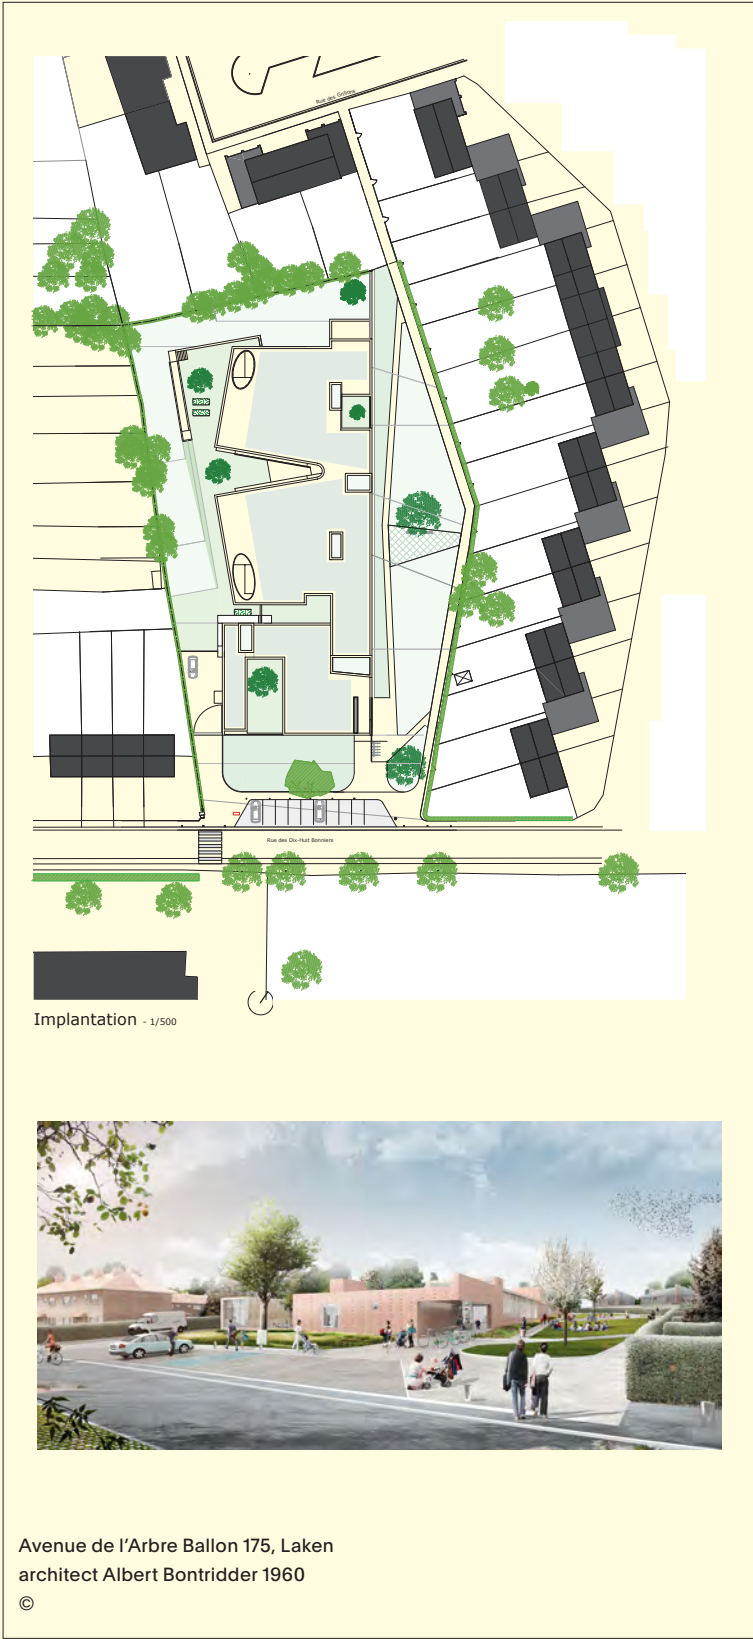 Rue des Grillons
Rue des Dix-Huit Bonniers
Implantation - 1/500
Avenue de l'Arbre Ballon 175, Laken
architect Albert Bontridder 1960
©